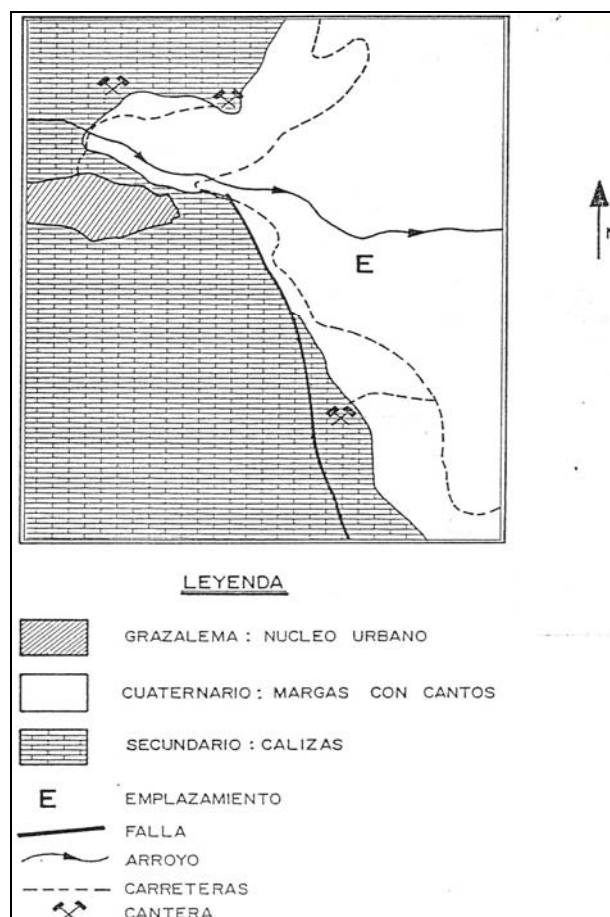 E
N
LEYENDA
GRAZALEMA : NUCLEO URBANO
CUATERNARIO : MARGAS CON CANTOS
SECUNDARIO : CALIZAS
E EMPLAZAMIENTO
FALLA
ARROYO
CARRETERAS
CANTERA